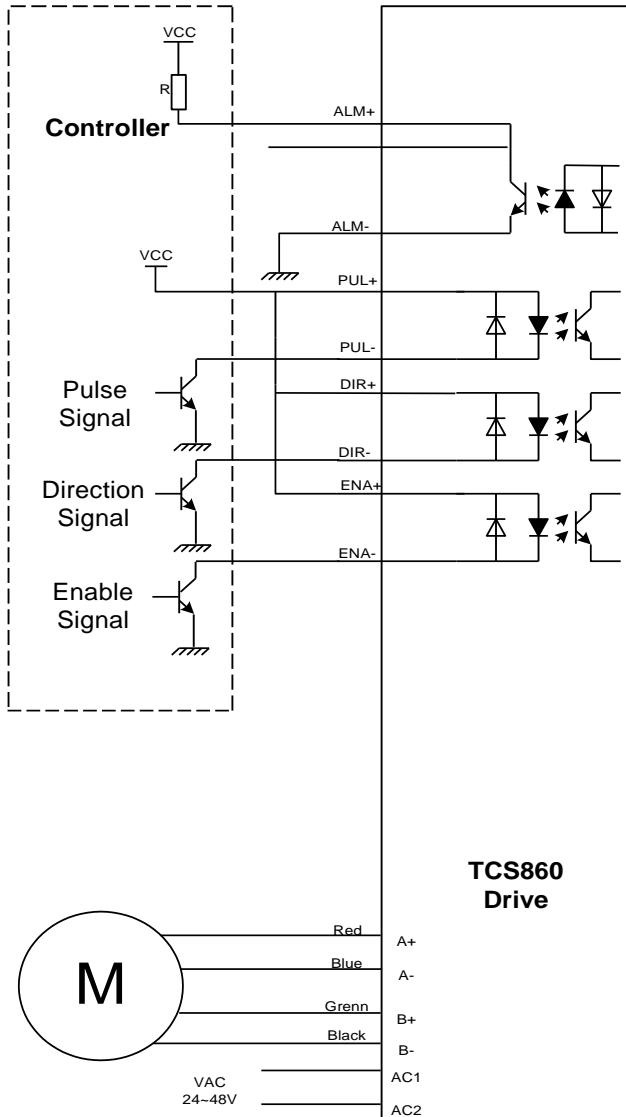 VCC
R
Controller
ALM+
ALM-
VCC
PUL+
PUL-
Pulse
Signal
DIR+
DIR-
Direction
Signal
ENA+
ENA-
Enable
Signal
TCS860
Drive
M
Red
A+
Blue
A-
Grenn
B+
Black
B-
VAC
24~48V
AC1
AC2